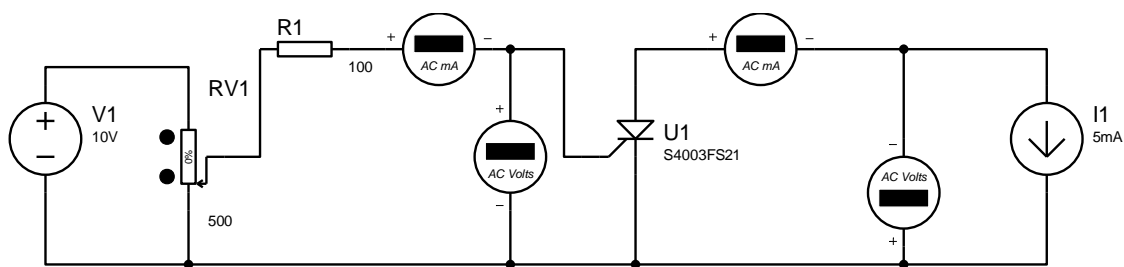 R1
100
+
−
AC mA
+
−
AC mA
RV1
V1
10V
+
−
0%
500
+
AC Volts
−
U1
S4003FS21
−
AC Volts
+
I1
5mA